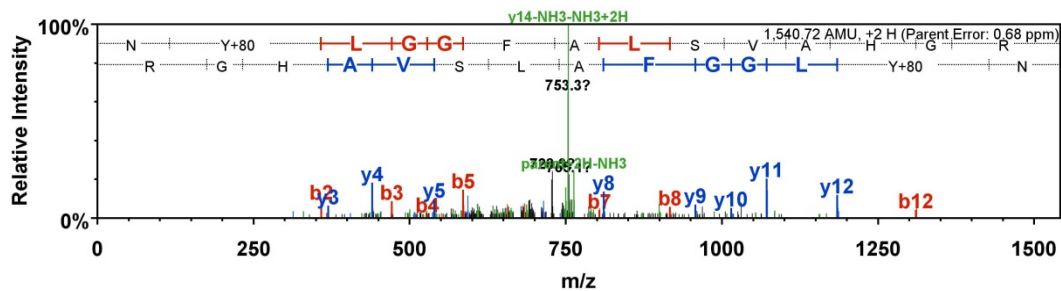 y14-NH3-NH3+2H
100%
N Y+80 L G G F A L S V A H G R
1,540.72 AMU, +2 H (Parent Error: 0.68 ppm)
R G H A V S L A F G G L Y+80 N
753.3?
Relative Intensity
b2 y3 y4 b3 b4 y5 b5 b7 y8 b8 y9 y10 y11 y12 b12
0%
0 250 500 750 1000 1250 1500
m/z